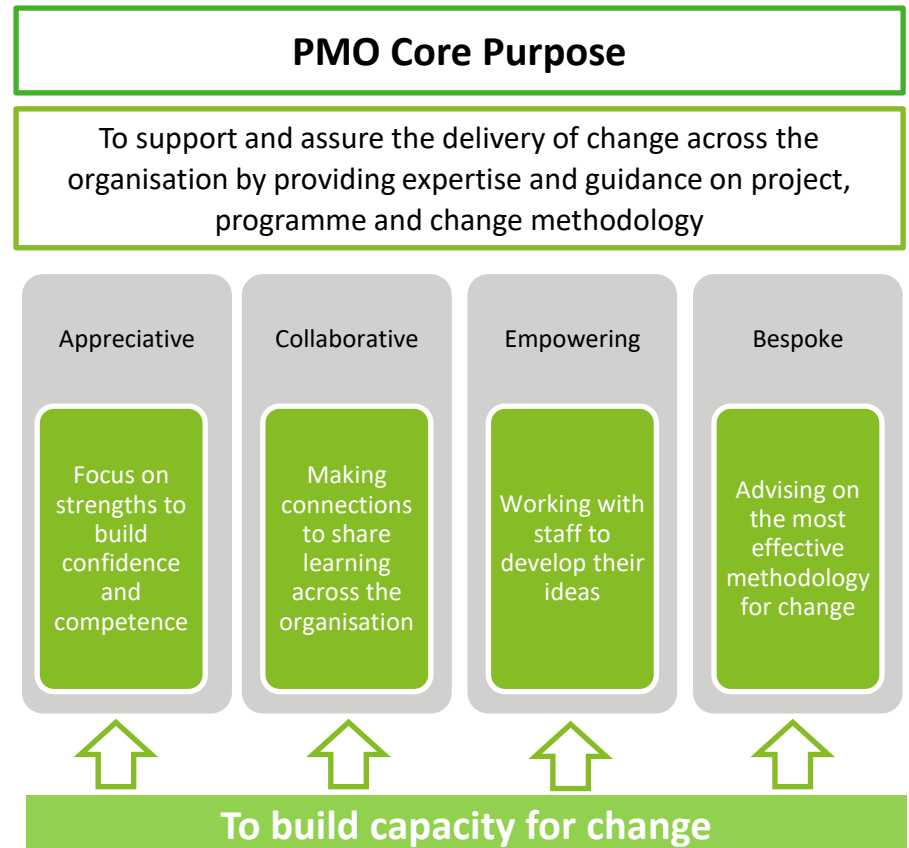 PMO Core Purpose
To support and assure the delivery of change across the
organisation by providing expertise and guidance on project,
programme and change methodology
Appreciative
Focus on
strengths to
build
confidence
and
competence
Collaborative
Making
connections
to share
learning
across the
organisation
Empowering
Working with
staff to
develop their
ideas
Bespoke
Advising on
the most
effective
methodology
for change
To build capacity for change